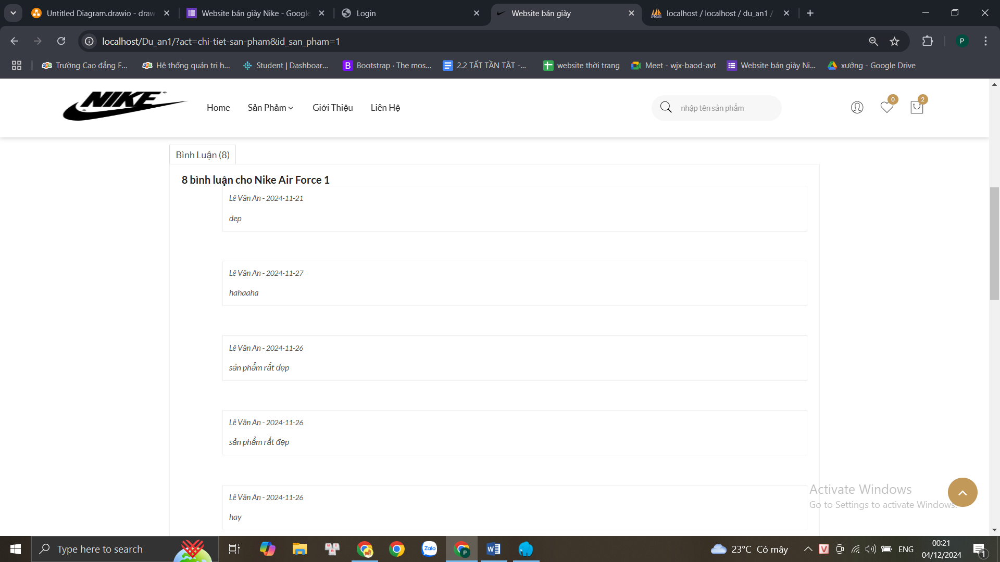 Untitled Diagram.drawio - draw
Website bán giày Nike - Google
Login
Website bán giày
localhost / localhost / du_an1 /
localhost/Du_an1/?act=chi-tiet-san-pham&id_san_pham=1
P
Trường Cao đẳng F...
Hệ thống quản trị h...
Student | Dashboar...
B Bootstrap · The mos...
2.2 TẤT TẦN TẬT -...
website thời trang
Meet - wjx-baod-avt
Website bán giày Ni...
xưởng - Google Drive
NIKE
Home
Sản Phẩm
Giới Thiệu
Liên Hệ
nhập tên sản phẩm
0
2
Bình Luận (8)
8 bình luận cho Nike Air Force 1
Lê Văn An - 2024-11-21
dep
Lê Văn An - 2024-11-27
hahaaha
Lê Văn An - 2024-11-26
sản phẩm rất đẹp
Lê Văn An - 2024-11-26
sản phẩm rất đẹp
Lê Văn An - 2024-11-26
hay
Activate Windows
Go to Settings to activate Windows.
Type here to search
Zalo
P
W
23°C Có mây
V
ENG
00:21
04/12/2024
1